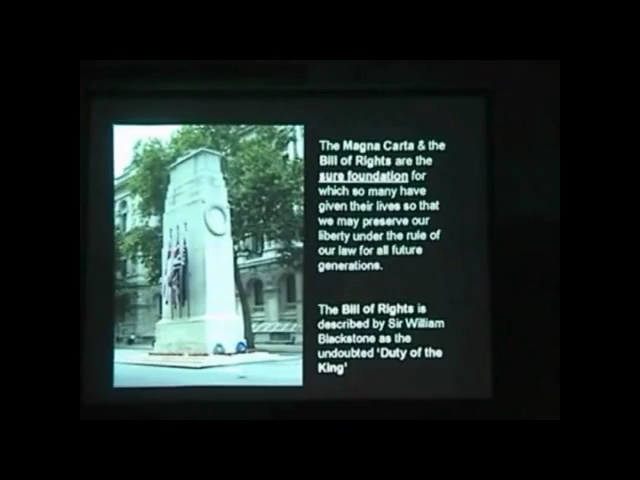 The Magna Carta & the
Bill of Rights are the
sure foundation for
which so many have
given their lives so that
we may preserve our
liberty under the rule of
our law for all future
generations.
The Bill of Rights is
described by Sir William
Blackstone as the
undoubted 'Duty of the
King'